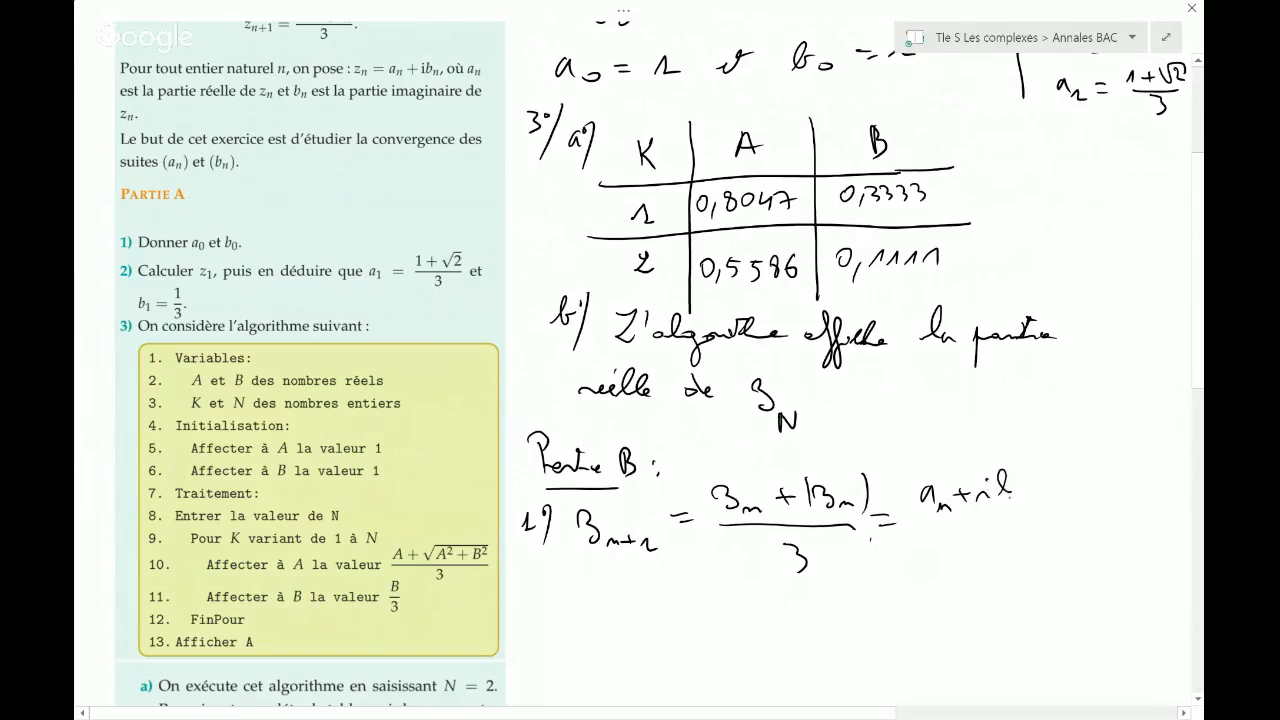 Google
Tle S Les complexes > Annales BAC
z_{n+1} = ──── / 3 .
Pour tout entier naturel n, on pose : z_n = a_n + ib_n, où a_n
est la partie réelle de z_n et b_n est la partie imaginaire de
z_n.
Le but de cet exercice est d'étudier la convergence des
suites (a_n) et (b_n).
PARTIE A
1) Donner a_0 et b_0.
2) Calculer z_1, puis en déduire que a_1 = (1 + √2)/3 et
b_1 = 1/3.
3) On considère l'algorithme suivant :
1. Variables:
2. A et B des nombres réels
3. K et N des nombres entiers
4. Initialisation:
5. Affecter à A la valeur 1
6. Affecter à B la valeur 1
7. Traitement:
8. Entrer la valeur de N
9. Pour K variant de 1 à N
10. Affecter à A la valeur (A + √(A² + B²))/3
11. Affecter à B la valeur B/3
12. FinPour
13. Afficher A
a) On exécute cet algorithme en saisissant N = 2.
a_0 = 1 et b_0 =
a_1 = (1+√2)/3
3°/ a°/
K A B
1 0,8047 0,3333
2 0,5586 0,1111
b°/ L'algorithme affiche la partie
réelle de z_N
Partie B :
1°/ z_{n+1} = (z_n + |z_n|)/3 = a_n + ib